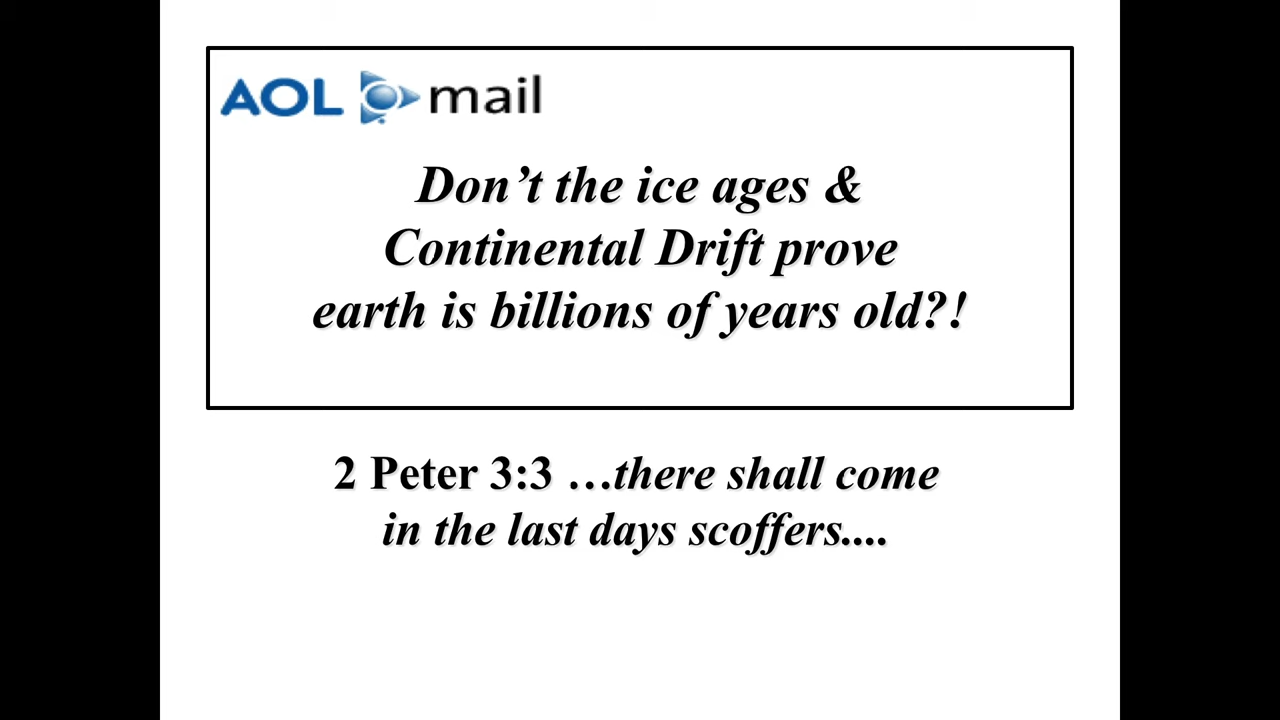 AOL mail
Don’t the ice ages &
Continental Drift prove
earth is billions of years old?!
2 Peter 3:3 …there shall come
in the last days scoffers....